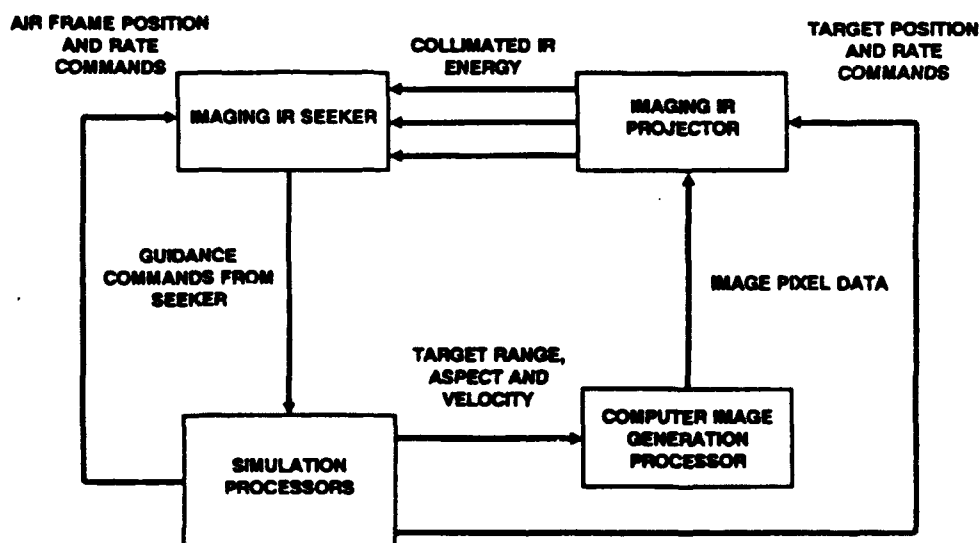 AIR FRAME POSITION
AND RATE
COMMANDS
COLLIMATED IR
ENERGY
TARGET POSITION
AND RATE
COMMANDS
IMAGING IR SEEKER
IMAGING IR
PROJECTOR
GUIDANCE
COMMANDS FROM
SEEKER
IMAGE PIXEL DATA
TARGET RANGE,
ASPECT AND
VELOCITY
COMPUTER IMAGE
GENERATION
PROCESSOR
SIMULATION
PROCESSORS